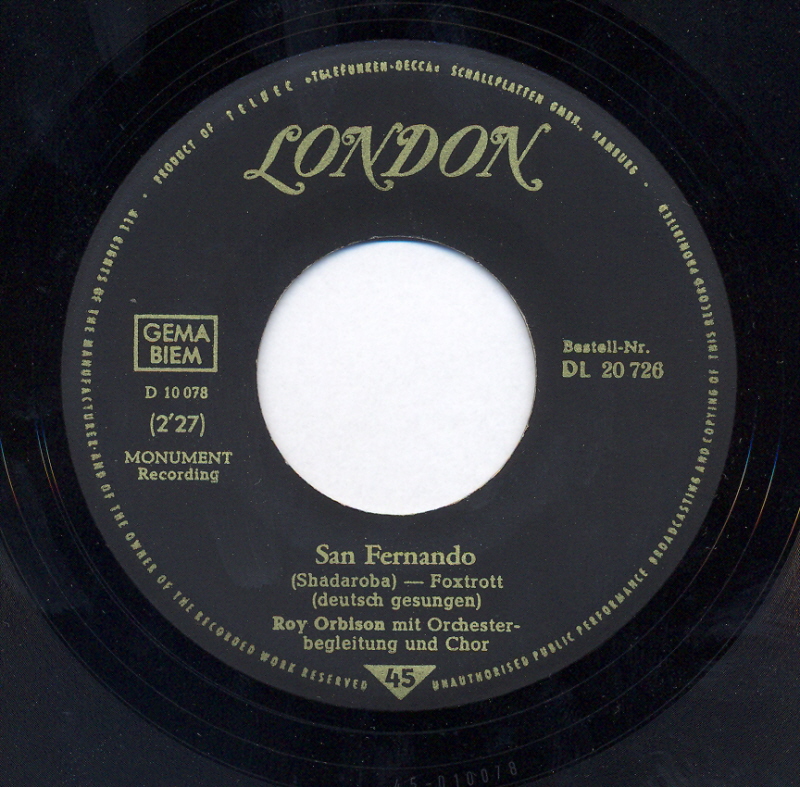 PRODUCT OF TELDEC »TELEFUNKEN-DECCA« SCHALLPLATTEN GMBH., HAMBURG ·
LONDON
GEMA
BIEM
D 10 078
(2'27)
MONUMENT
Recording
Bestell-Nr.
DL 20 726
San Fernando
(Shadaroba) — Foxtrott
(deutsch gesungen)
Roy Orbison mit Orchester-
begleitung und Chor
45
ALL RIGHTS OF THE MANUFACTURER AND OF THE OWNER OF THE RECORDED WORK RESERVED
UNAUTHORISED PUBLIC PERFORMANCE BROADCASTING AND COPYING OF THIS RECORD PROHIBITED
45-D10078